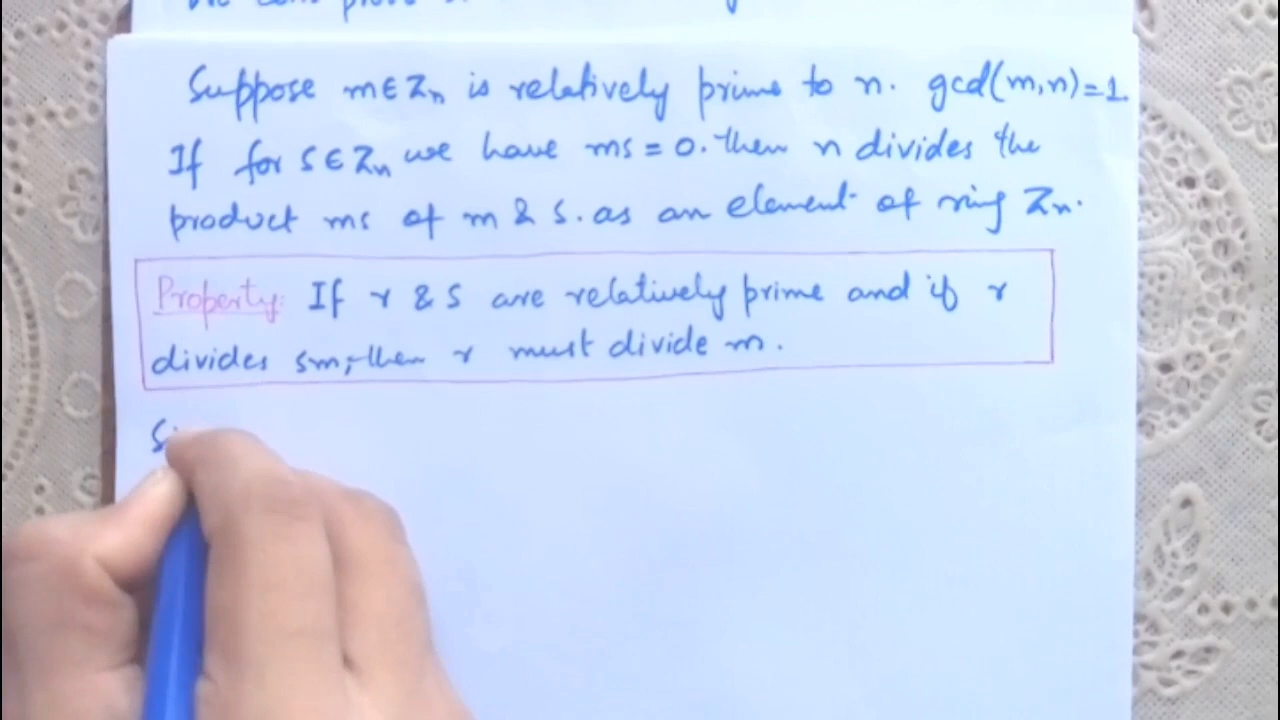 Suppose m∈Zn is relatively prime to n. gcd(m,n)=1.
If for S∈Zn we have ms=0. then n divides the
product ms of m & s. as an element of ring Zn.
Property: If r & s are relatively prime and if r
divides sm, then r must divide m.